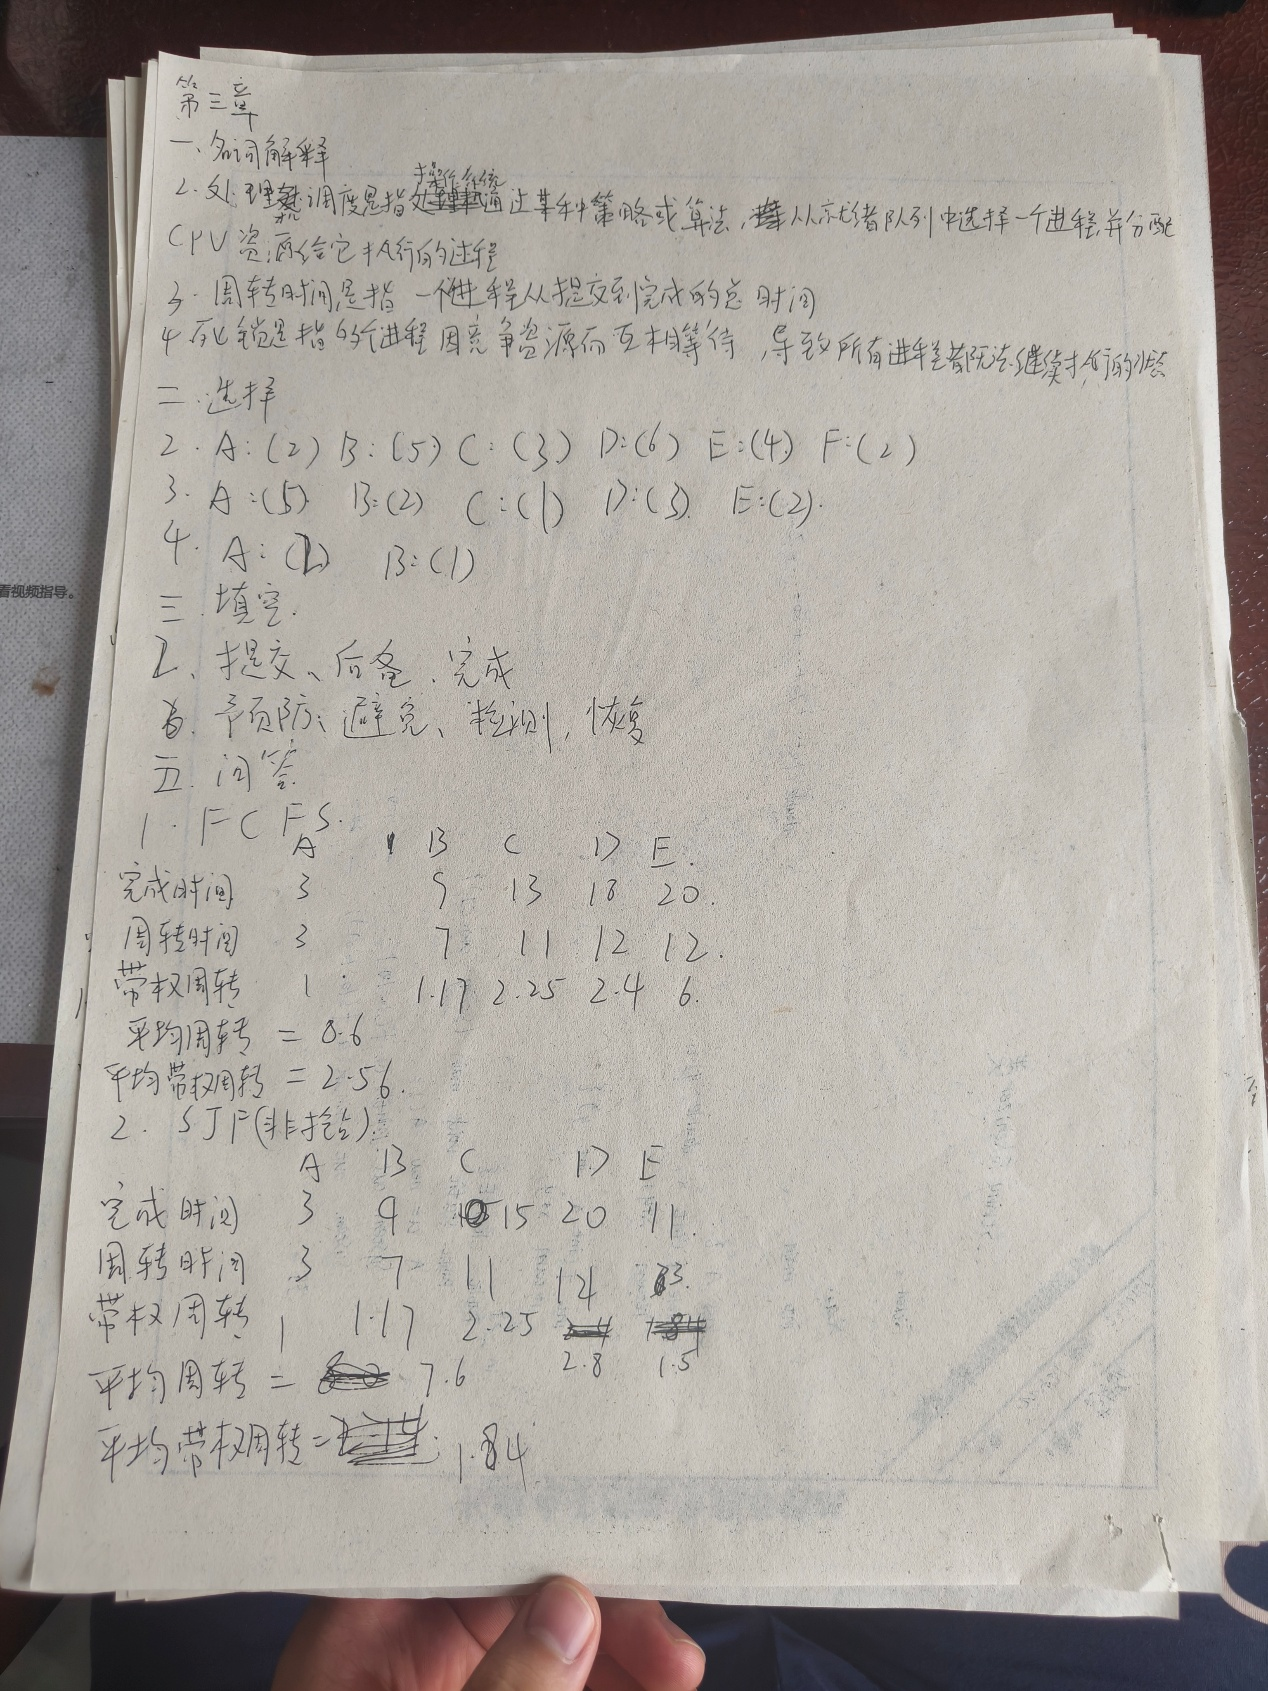 第三章
一、名词解释
2. 处理机调度是指操作系统通过某种策略或算法，从就绪队列中选择一个进程，并分配
CPU资源给它执行的过程
3. 周转时间是指一个进程从提交到完成的总时间
4 死锁是指多个进程因竞争资源而互相等待，导致所有进程都无法继续执行的状态
二. 选择
2. A:(2) B:(5) C:(3) D:(6) E:(4) F:(2)
3. A:(5) B:(2) C:(1) D:(3) E:(2).
4. A:(2) B:(1)
三. 填空.
2、提交、后备、完成
6. 预防、避免、检测，恢复
五. 问答
1. FCFS.
A B C D E.
完成时间 3 9 13 18 20.
周转时间 3 7 11 12 12.
带权周转 1 1.17 2.25 2.4 6.
平均周转 = 8.6
平均带权周转 = 2.56.
2. SJF(非抢占)
A B C D E
完成时间 3 9 15 20 11.
周转时间 3 7 11 14 3.
带权周转 1 1.17 2.25 2.8 1.5
平均周转 = 7.6
平均带权周转 = 1.84
看视频指导。